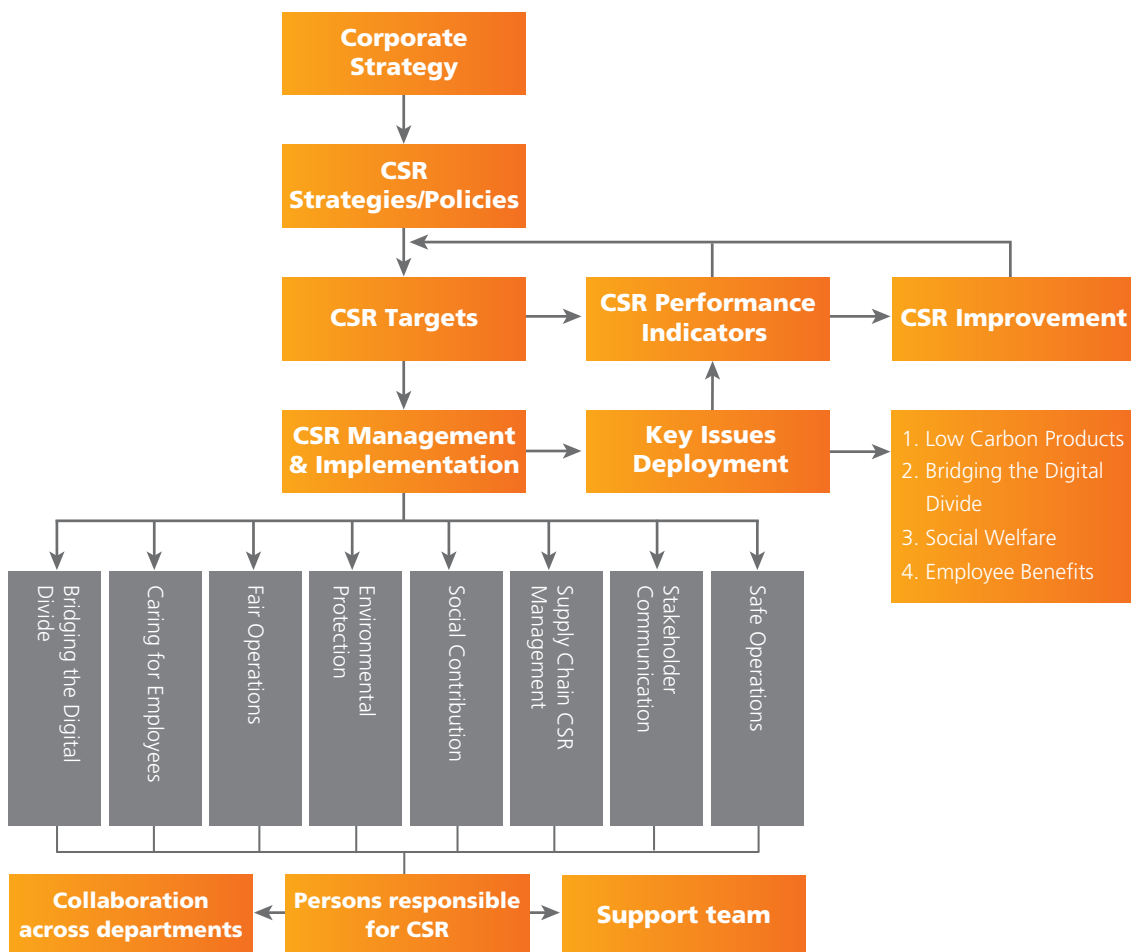 Corporate
Strategy
CSR
Strategies/Policies
CSR Targets
CSR Performance
Indicators
CSR Improvement
CSR Management
& Implementation
Key Issues
Deployment
1. Low Carbon Products
2. Bridging the Digital
Divide
3. Social Welfare
4. Employee Benefits
Bridging the Digital
Divide
Caring for Employees
Fair Operations
Environmental
Protection
Social Contribution
Supply Chain CSR
Management
Stakeholder
Communication
Safe Operations
Collaboration
across departments
Persons responsible
for CSR
Support team